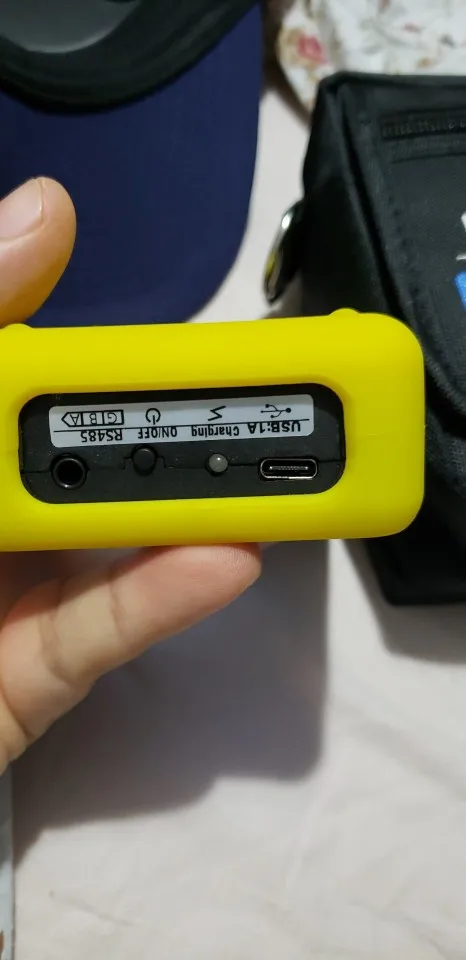 USB:1A Charging ON/OFF RS485
G B A